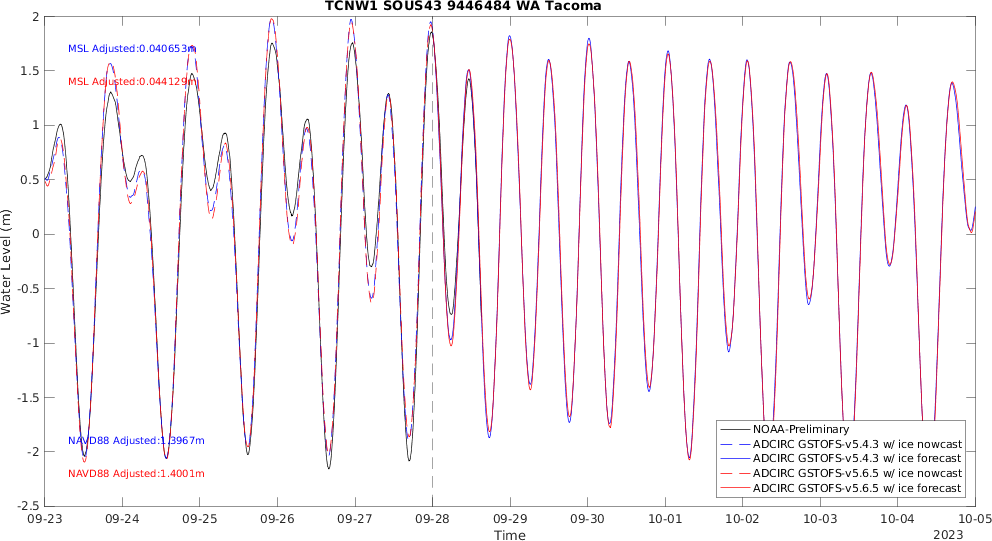 TCNW1 SOUS43 9446484 WA Tacoma
2
1.5
1
0.5
0
-0.5
-1
-1.5
-2
-2.5
Water Level (m)
MSL Adjusted:0.040653m
MSL Adjusted:0.044129m
NAVD88 Adjusted:1.3967m
NAVD88 Adjusted:1.4001m
NOAA-Preliminary
ADCIRC GSTOFS-v5.4.3 w/ ice nowcast
ADCIRC GSTOFS-v5.4.3 w/ ice forecast
ADCIRC GSTOFS-v5.6.5 w/ ice nowcast
ADCIRC GSTOFS-v5.6.5 w/ ice forecast
09-23 09-24 09-25 09-26 09-27 09-28 09-29 09-30 10-01 10-02 10-03 10-04 10-05
Time
2023